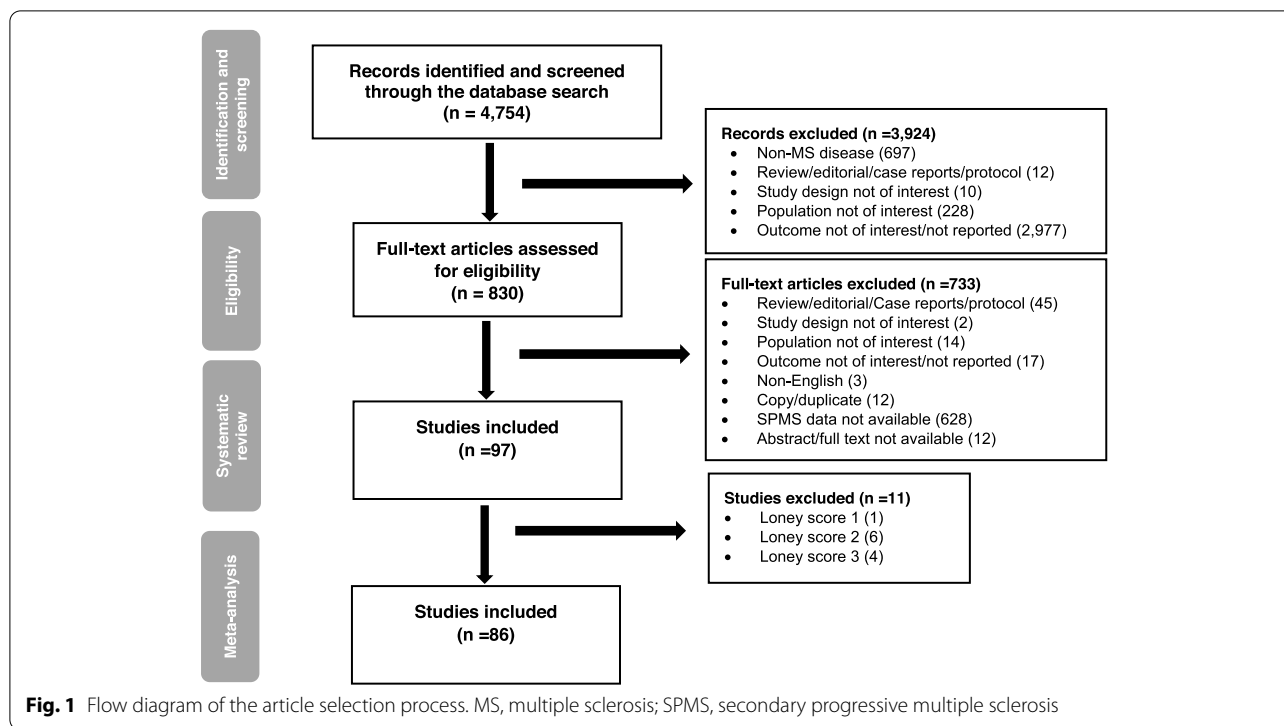 Identification and
screening
Records identified and screened
through the database search
(n = 4,754)
Records excluded (n =3,924)
• Non-MS disease (697)
• Review/editorial/case reports/protocol (12)
• Study design not of interest (10)
• Population not of interest (228)
• Outcome not of interest/not reported (2,977)
Eligibility
Full-text articles assessed
for eligibility
(n = 830)
Full-text articles excluded (n =733)
• Review/editorial/Case reports/protocol (45)
• Study design not of interest (2)
• Population not of interest (14)
• Outcome not of interest/not reported (17)
• Non-English (3)
• Copy/duplicate (12)
• SPMS data not available (628)
• Abstract/full text not available (12)
Systematic
review
Studies included
(n =97)
Studies excluded (n =11)
• Loney score 1 (1)
• Loney score 2 (6)
• Loney score 3 (4)
Meta-analysis
Studies included
(n =86)
Fig. 1 Flow diagram of the article selection process. MS, multiple sclerosis; SPMS, secondary progressive multiple sclerosis